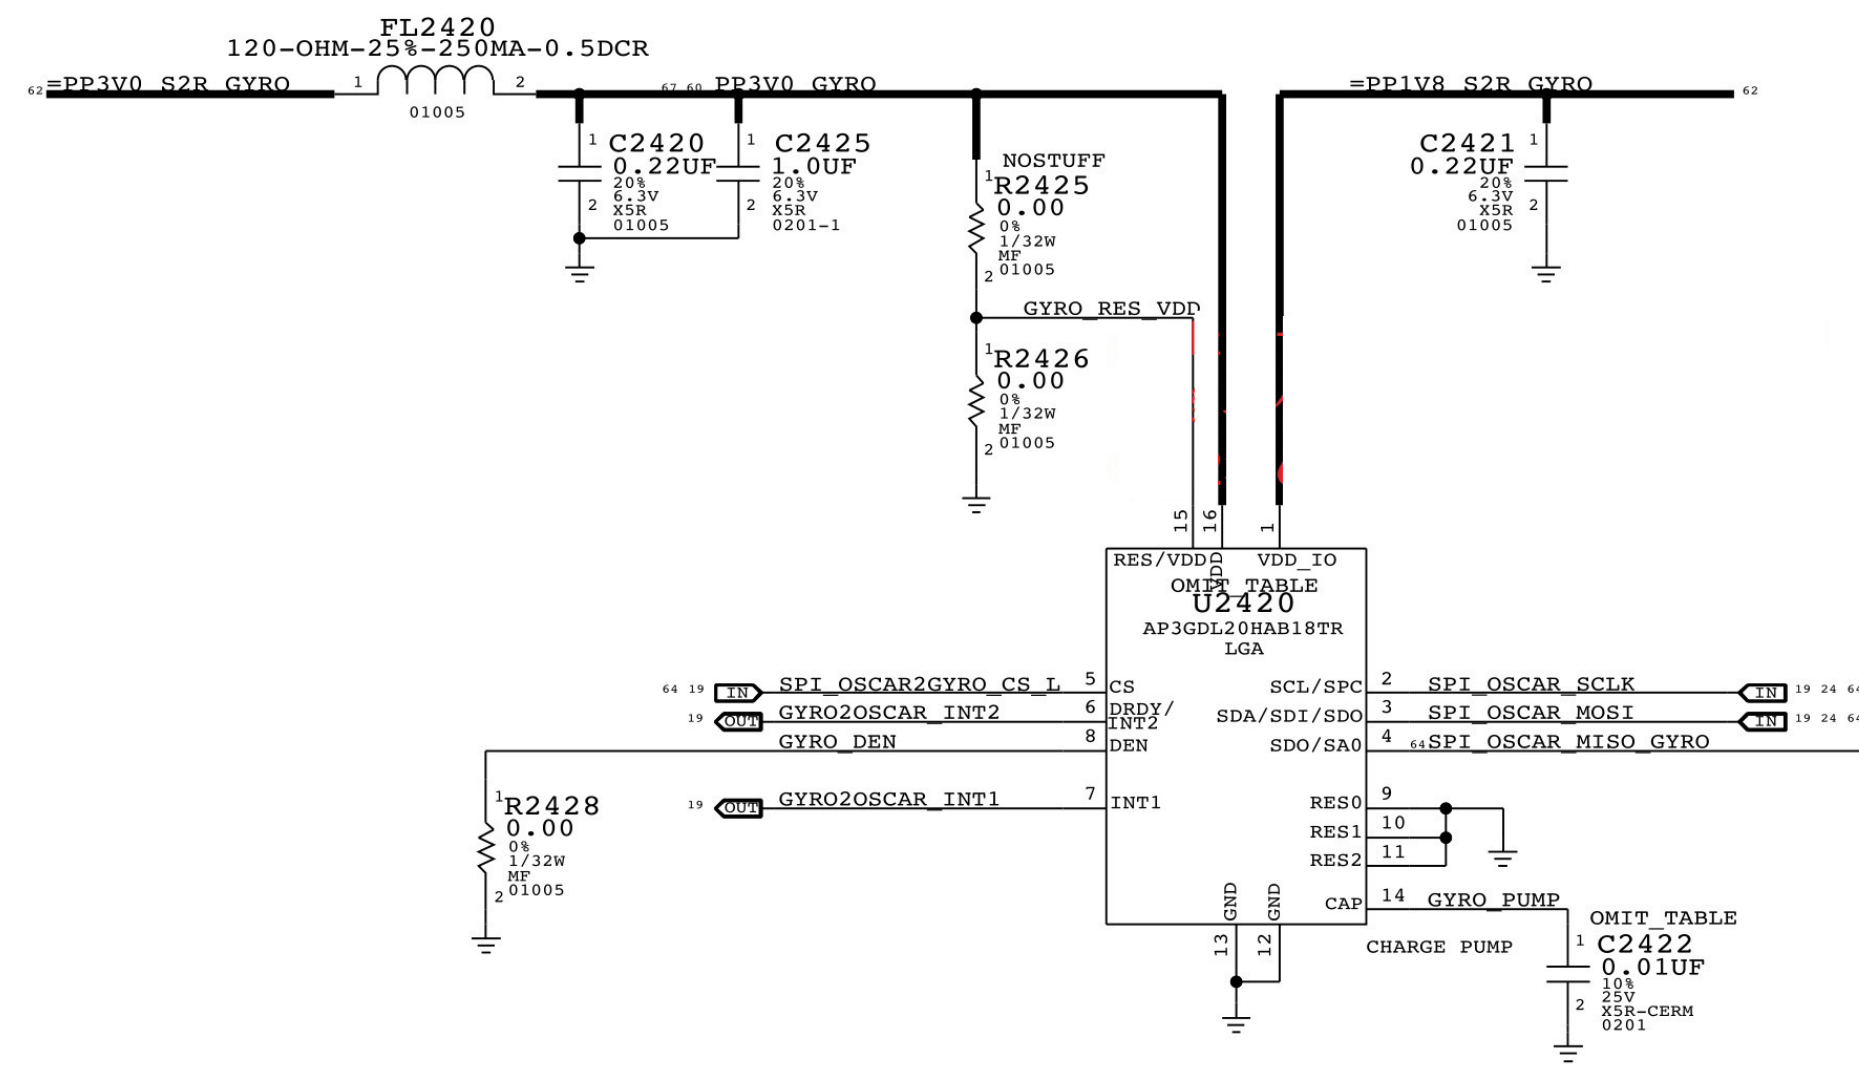 FL2420
120-OHM-25%-250MA-0.5DCR
62 =PP3V0_S2R_GYRO
1
2
01005
67 60 PP3V0_GYRO
=PP1V8_S2R_GYRO 62
1
C2420
0.22UF
20%
6.3V
X5R
01005
2
1
C2425
1.0UF
20%
6.3V
X5R
0201-1
2
NOSTUFF
1
R2425
0.00
0%
1/32W
MF
01005
2
C2421
1
0.22UF
20%
6.3V
X5R
01005
2
GYRO_RES_VDD
1
R2426
0.00
0%
1/32W
MF
01005
2
15
16
1
RES/VDD
VDD
VDD_IO
OMIT_TABLE
U2420
AP3GDL20HAB18TR
LGA
64 19 IN SPI_OSCAR2GYRO_CS_L 5 CS
19 OUT GYRO2OSCAR_INT2 6 DRDY/
INT2
GYRO_DEN 8 DEN
19 OUT GYRO2OSCAR_INT1 7 INT1
SCL/SPC 2 SPI_OSCAR_SCLK IN 19 24 64
SDA/SDI/SDO 3 SPI_OSCAR_MOSI IN 19 24 64
SDO/SA0 4 64 SPI_OSCAR_MISO_GYRO
RES0 9
RES1 10
RES2 11
CAP 14 GYRO_PUMP
1
R2428
0.00
0%
1/32W
MF
01005
2
GND
GND
13
12
CHARGE PUMP
OMIT_TABLE
1
C2422
0.01UF
10%
25V
X5R-CERM
0201
2